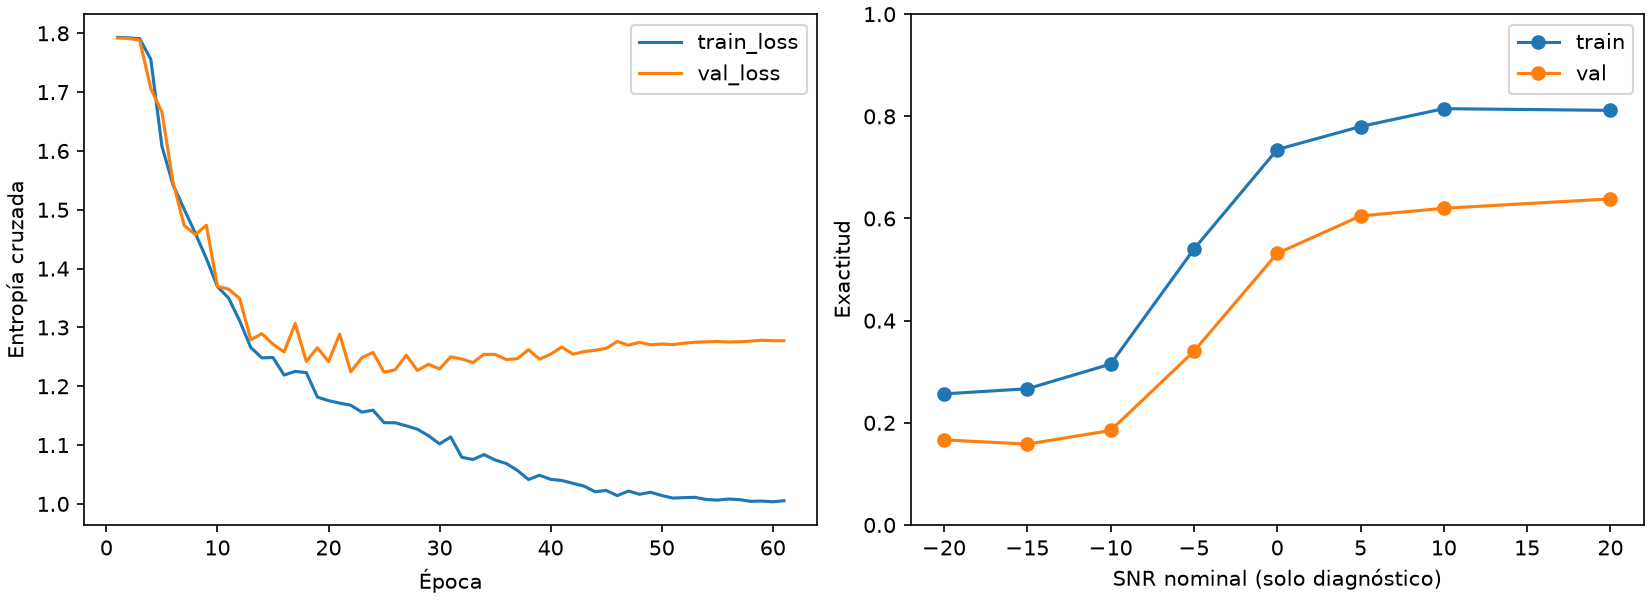 1.8
1.7
1.6
1.5
1.4
1.3
1.2
1.1
1.0
Entropía cruzada
0 10 20 30 40 50 60
Época
train_loss
val_loss
1.0
0.8
0.6
0.4
0.2
0.0
Exactitud
−20 −15 −10 −5 0 5 10 15 20
SNR nominal (solo diagnóstico)
train
val